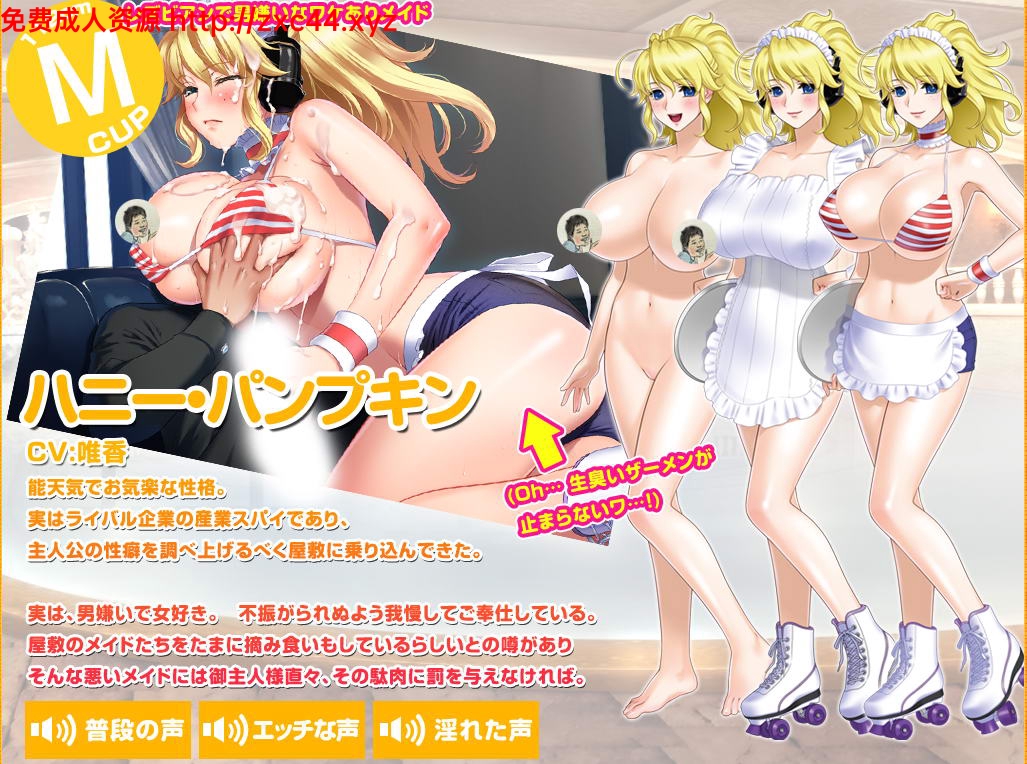 免费成人资源 http://zxc44.xyz
レズビアンで男嫌いのワケありメイド
M
CUP
ハニー・パンプキン
CV:唯香
能天気でお気楽な性格。
実はライバル企業の産業スパイであり、
主人公の性癖を調べ上げるべく屋敷に乗り込んできた。
(Oh… 生臭いザーメンが
止まらないワ…!)
実は、男嫌いで女好き。 不振がられぬよう我慢してご奉仕している。
屋敷のメイドたちをたまに摘み食いもしているらしいとの噂があり
そんな悪いメイドには御主人様直々、その駄肉に罰を与えなければ。
普段の声
エッチな声
淫れた声